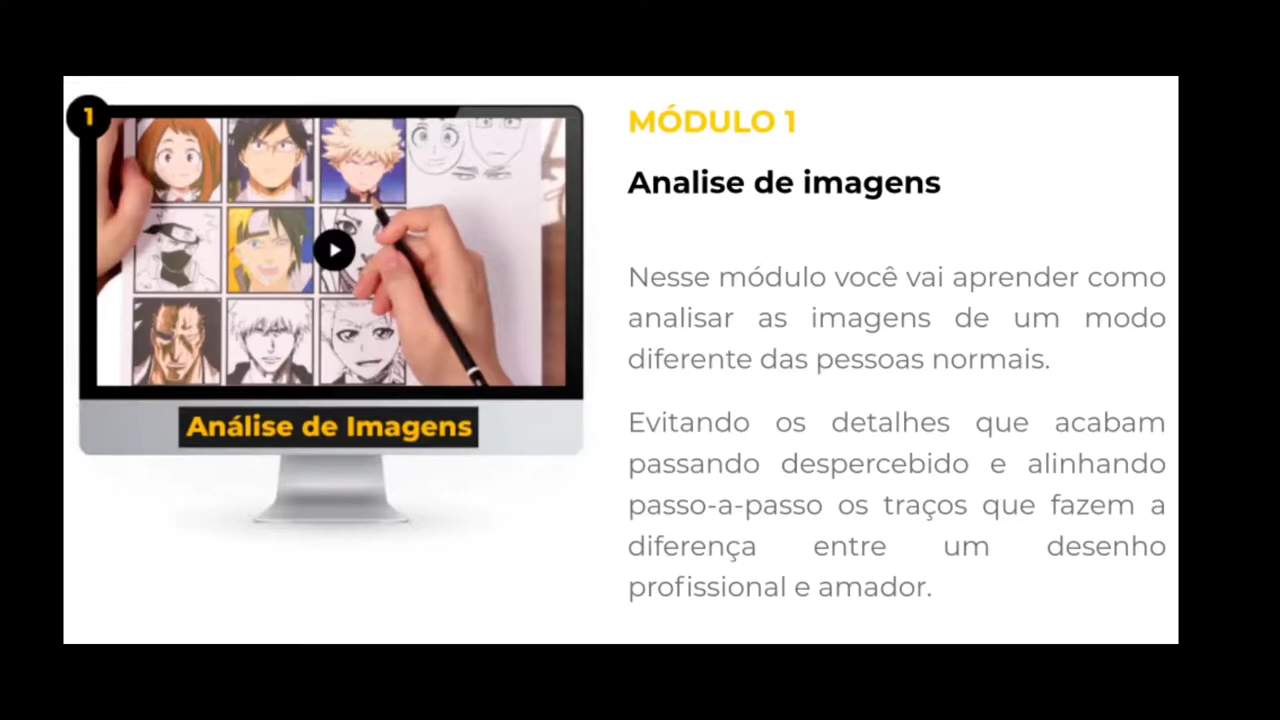 1
Análise de Imagens
MÓDULO 1
Analise de imagens
Nesse módulo você vai aprender como
analisar as imagens de um modo
diferente das pessoas normais.
Evitando os detalhes que acabam
passando despercebido e alinhando
passo-a-passo os traços que fazem a
diferença entre um desenho
profissional e amador.